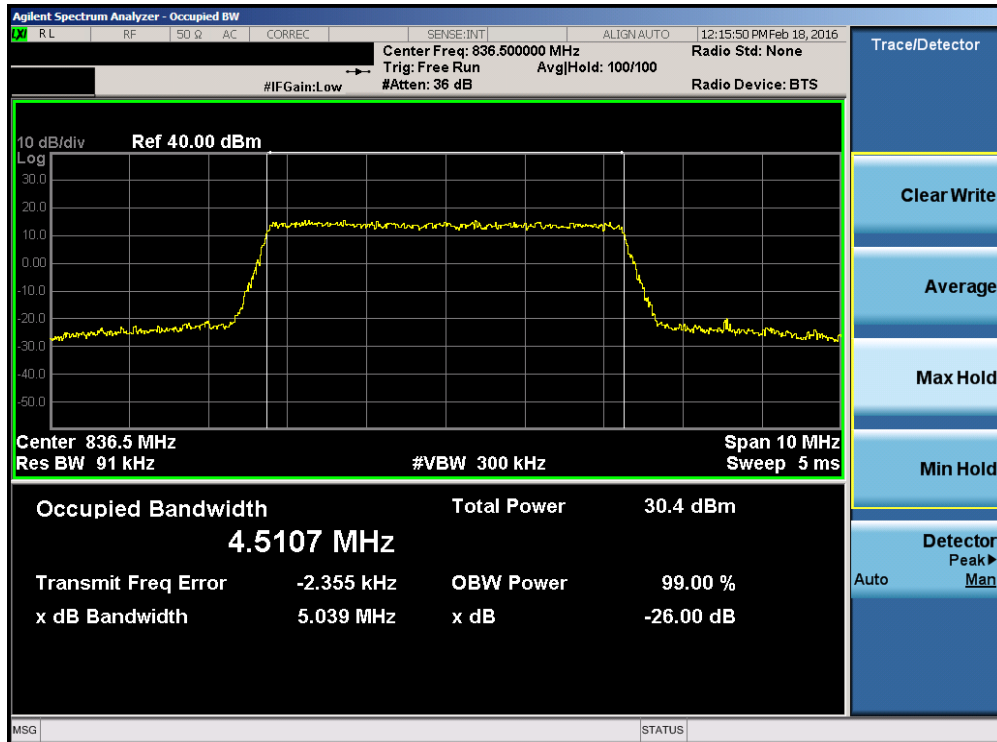 Agilent Spectrum Analyzer - Occupied BW
LXI RL RF 50 Ω AC CORREC SENSE:INT ALIGN AUTO 12:15:50 PM Feb 18, 2016
Center Freq: 836.500000 MHz Radio Std: None
Trig: Free Run Avg|Hold: 100/100
#IFGain:Low #Atten: 36 dB Radio Device: BTS
Trace/Detector
10 dB/div Ref 40.00 dBm
Log
30.0
20.0
10.0
0.00
-10.0
-20.0
-30.0
-40.0
-50.0
Center 836.5 MHz Span 10 MHz
Res BW 91 kHz #VBW 300 kHz Sweep 5 ms
Occupied Bandwidth Total Power 30.4 dBm
4.5107 MHz
Transmit Freq Error -2.355 kHz OBW Power 99.00 %
x dB Bandwidth 5.039 MHz x dB -26.00 dB
Clear Write
Average
Max Hold
Min Hold
Detector
Peak▶
Auto Man
MSG STATUS